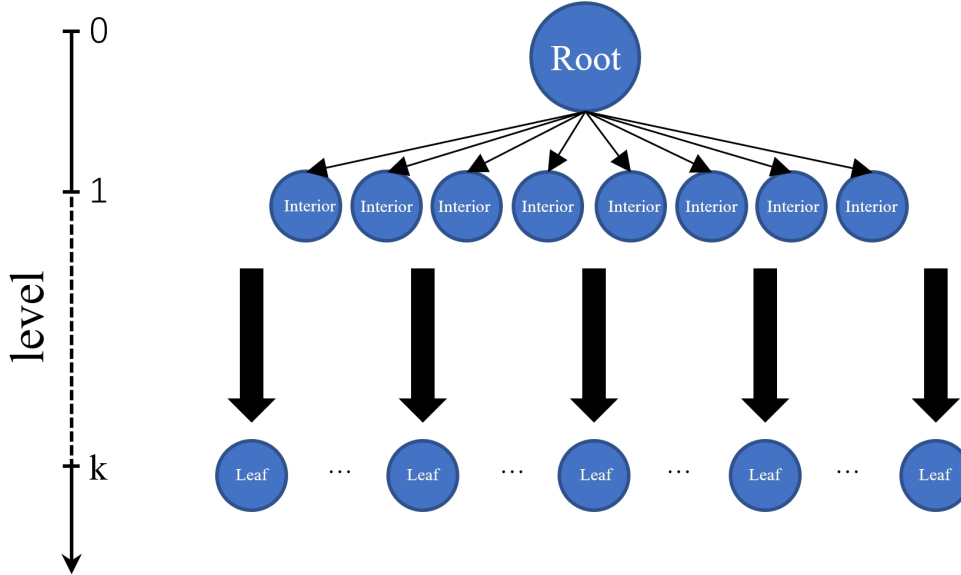 0
Root
1
Interior Interior Interior Interior Interior Interior Interior Interior
level
k
Leaf ... Leaf ... Leaf ... Leaf ... Leaf